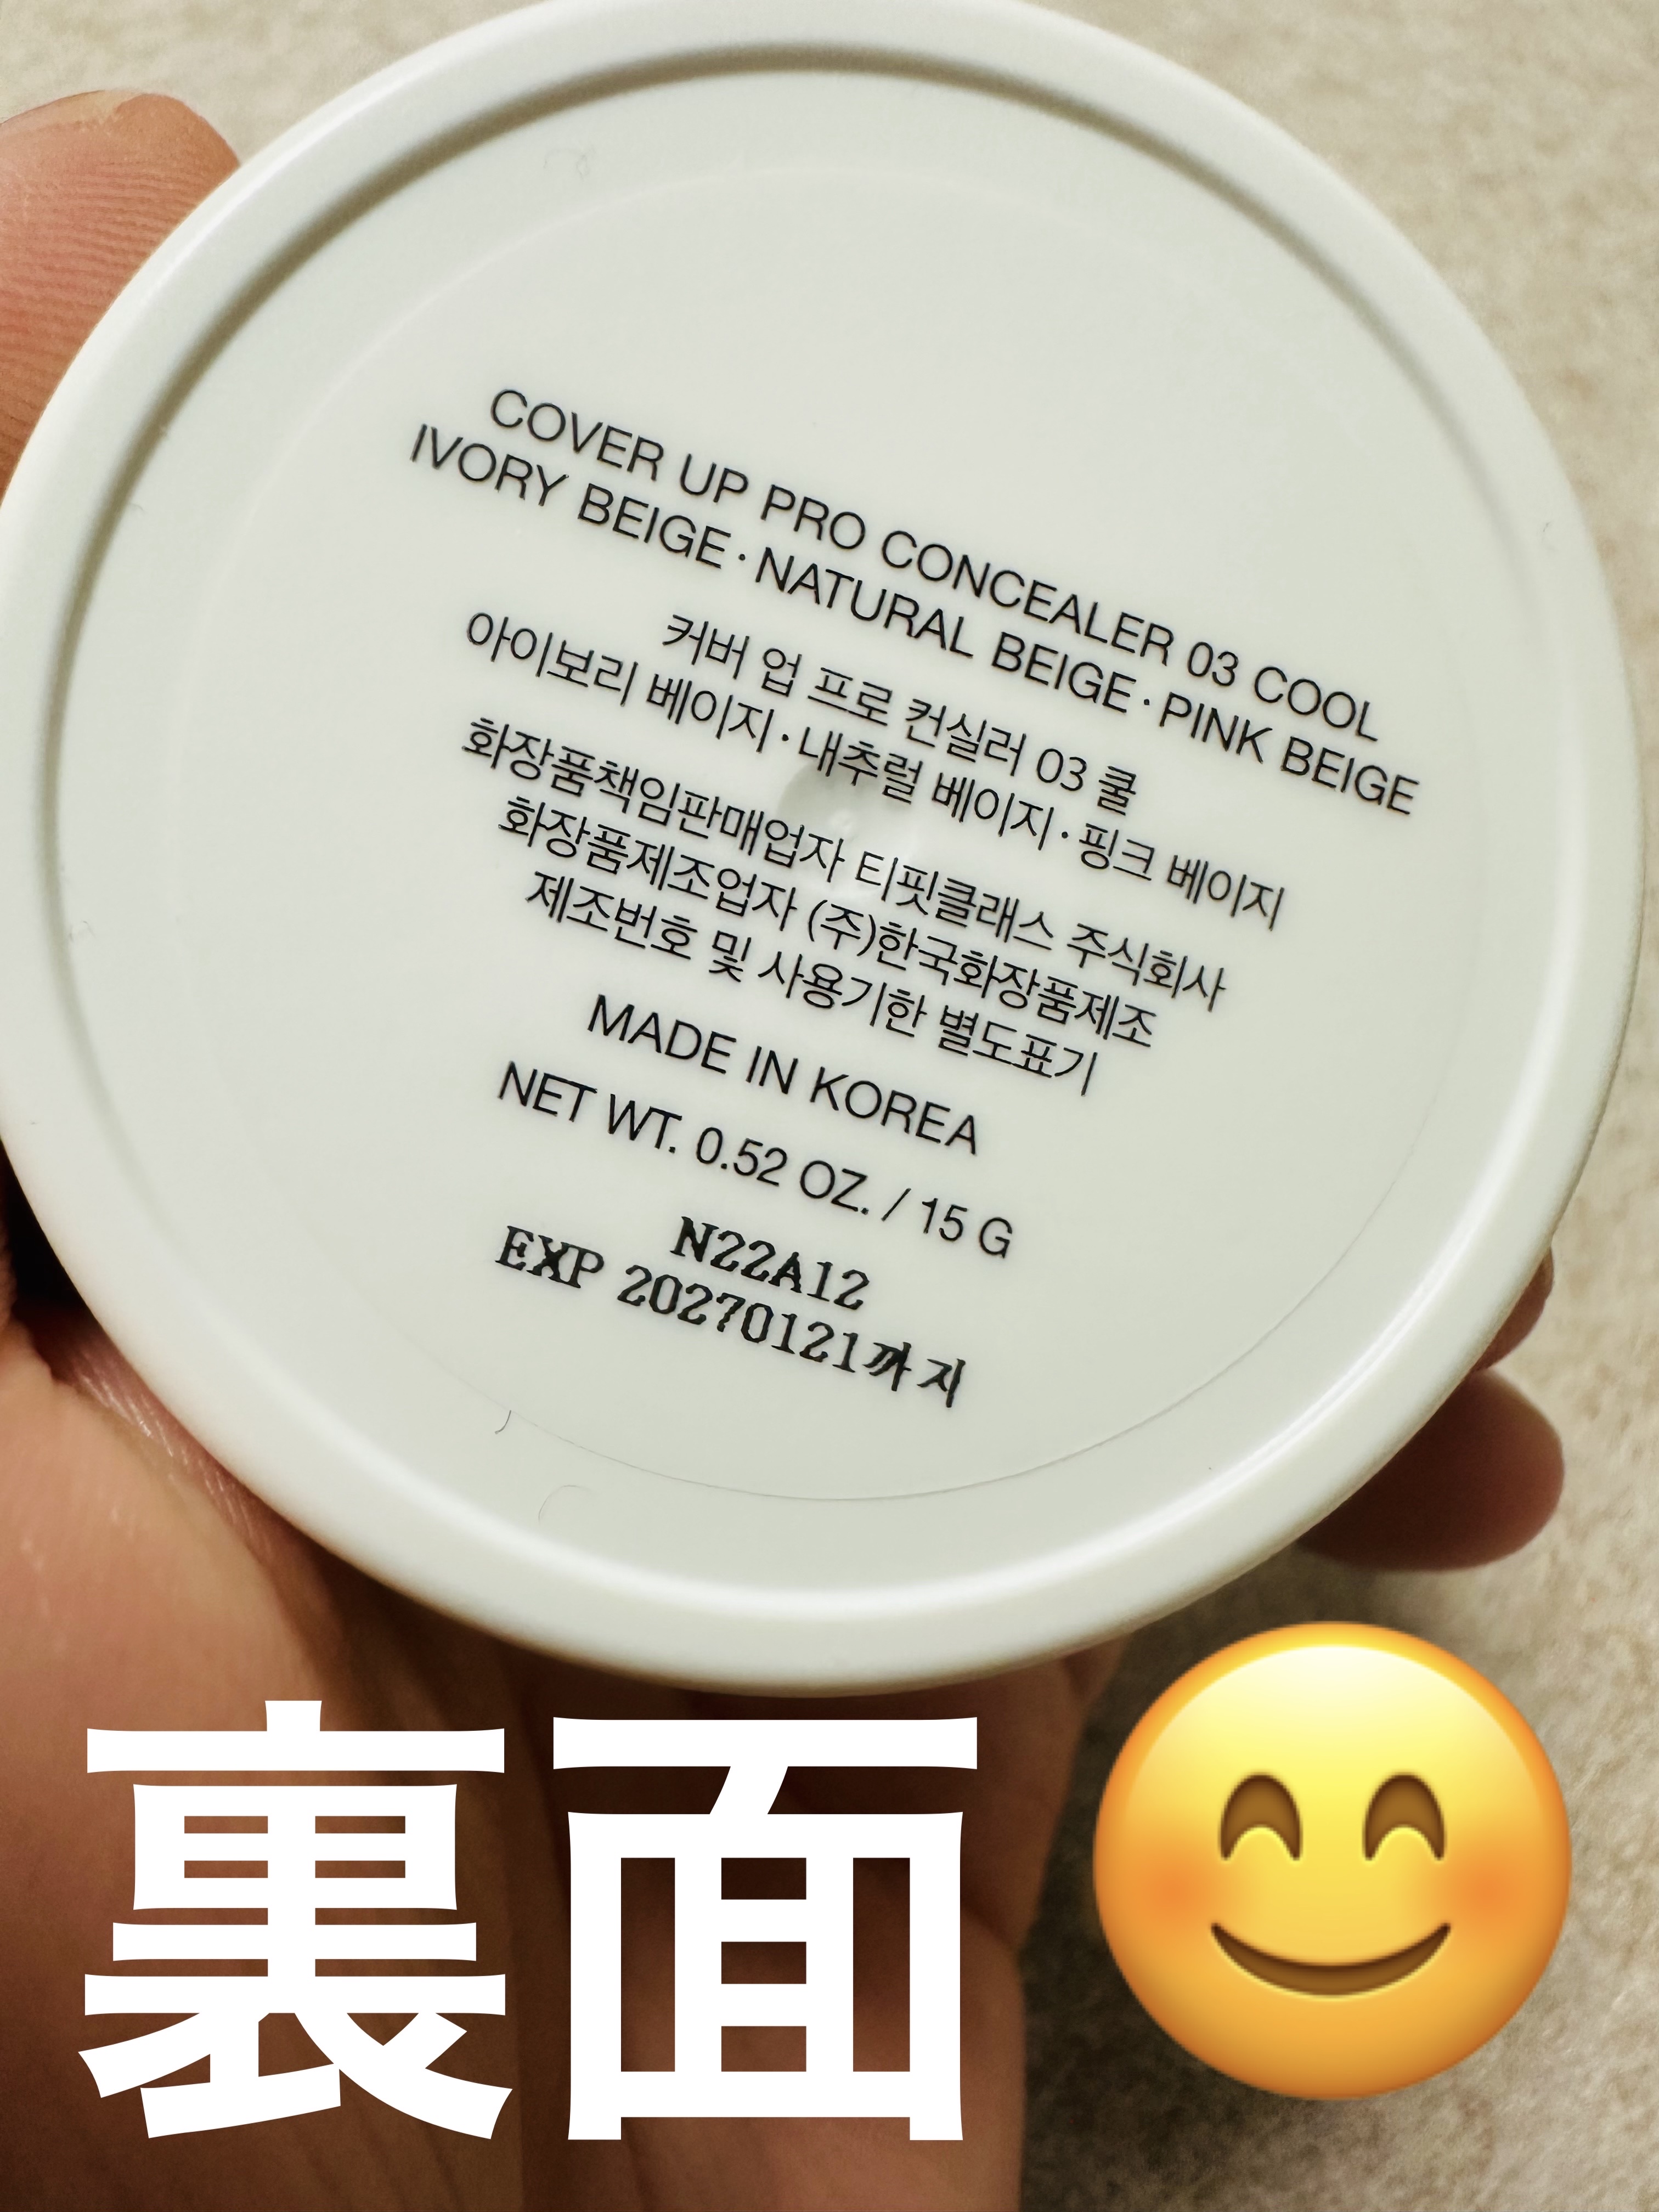 COVER UP PRO CONCEALER 03 COOL
IVORY BEIGE · NATURAL BEIGE · PINK BEIGE
커버 업 프로 컨실러 03 쿨
아이보리 베이지 · 내추럴 베이지 · 핑크 베이지
화장품책임판매업자 티핏클래스 주식회사
화장품제조업자 (주)한국화장품제조
제조번호 및 사용기한 별도표기
MADE IN KOREA
NET WT. 0.52 OZ. / 15 G
N22A12
EXP 20270121까지
裏面😊